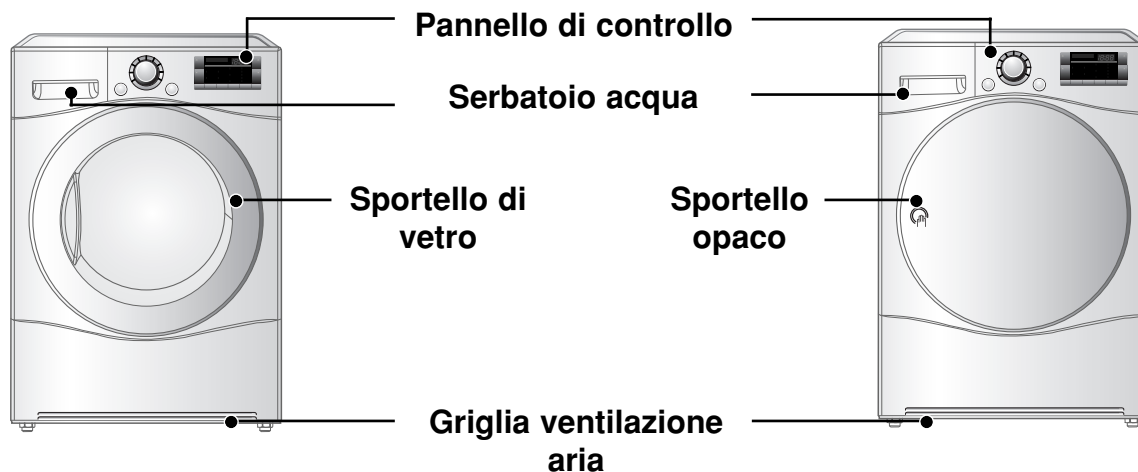 Pannello di controllo
Serbatoio acqua
Sportello di
vetro
Sportello
opaco
Griglia ventilazione
aria